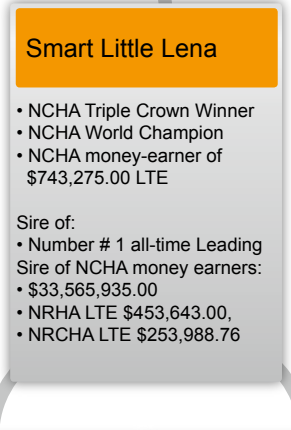 Smart Little Lena
• NCHA Triple Crown Winner
• NCHA World Champion
• NCHA money-earner of
$743,275.00 LTE
Sire of:
• Number # 1 all-time Leading
Sire of NCHA money earners:
• $33,565,935.00
• NRHA LTE $453,643.00,
• NRCHA LTE $253,988.76